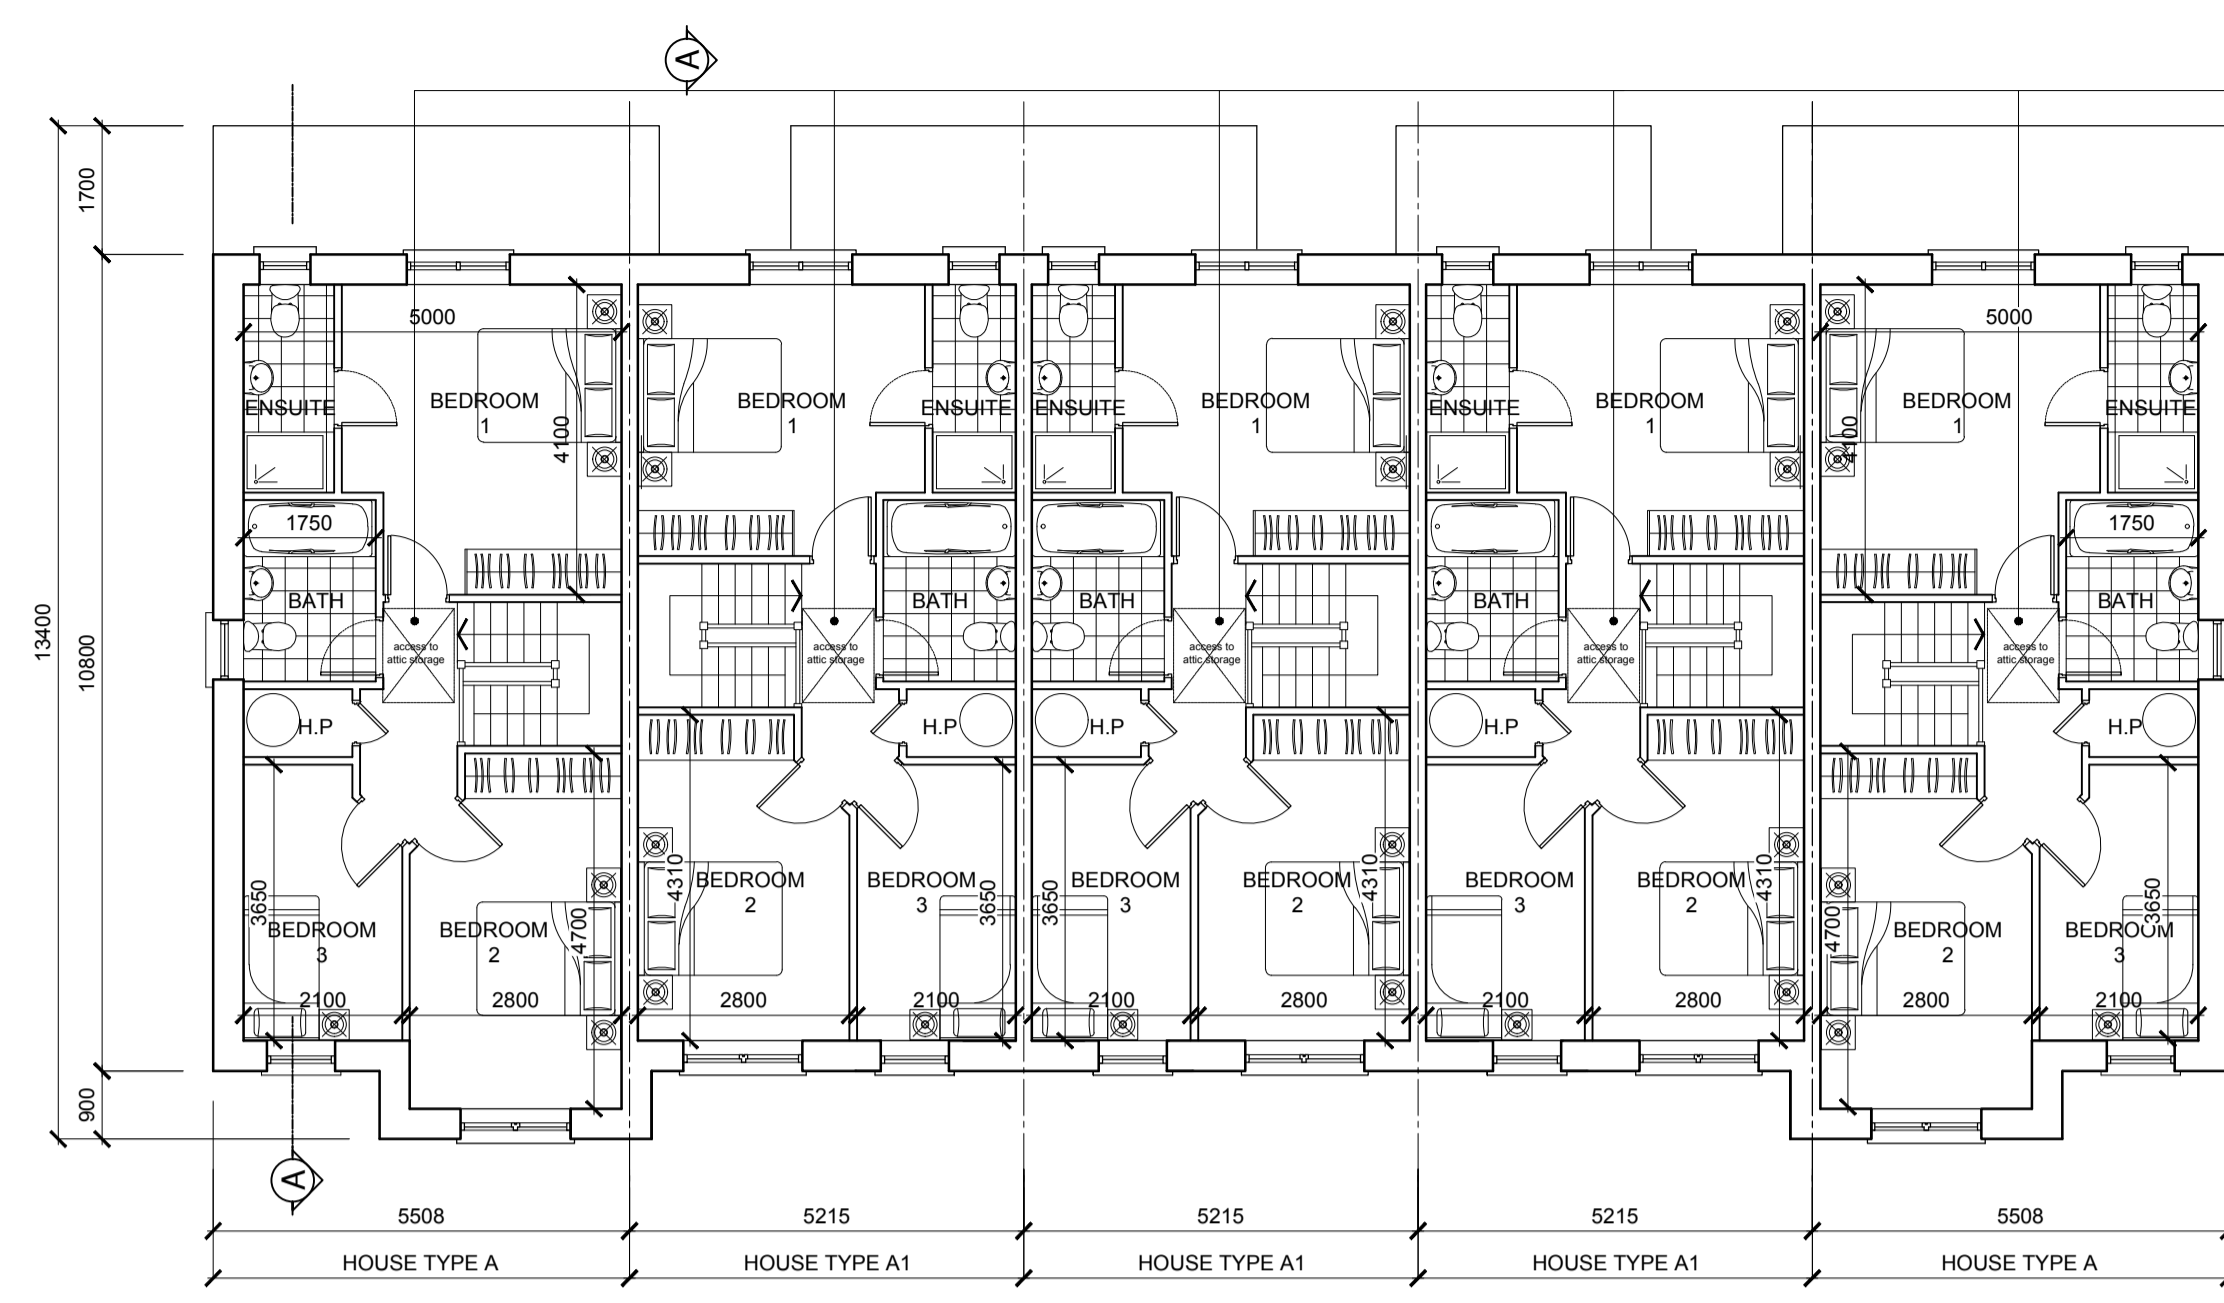 A
1700
13400
10800
900
5000
5000
BEDROOM
1
BEDROOM
1
BEDROOM
1
BEDROOM
1
BEDROOM
1
ENSUITE
ENSUITE
ENSUITE
ENSUITE
ENSUITE
4100
4100
1750
1750
BATH
BATH
BATH
BATH
BATH
access to
attic storage
access to
attic storage
access to
attic storage
access to
attic storage
access to
attic storage
H.P
H.P
H.P
H.P
H.P
3650
BEDROOM
3
BEDROOM
2
4700
4310
BEDROOM
2
BEDROOM
3
3650
3650
BEDROOM
3
BEDROOM
2
4310
BEDROOM
3
BEDROOM
2
4310
4700
BEDROOM
2
BEDROOM
3
3650
2100
2800
2800
2100
2100
2800
2100
2800
2800
2100
A
5508
5215
5215
5215
5508
HOUSE TYPE A
HOUSE TYPE A1
HOUSE TYPE A1
HOUSE TYPE A1
HOUSE TYPE A